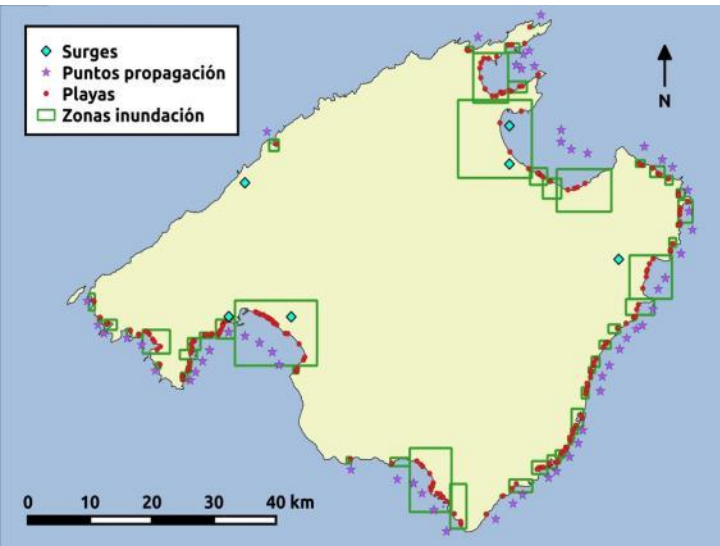 Surges
Puntos propagación
Playas
Zonas inundación
N
0 10 20 30 40 km